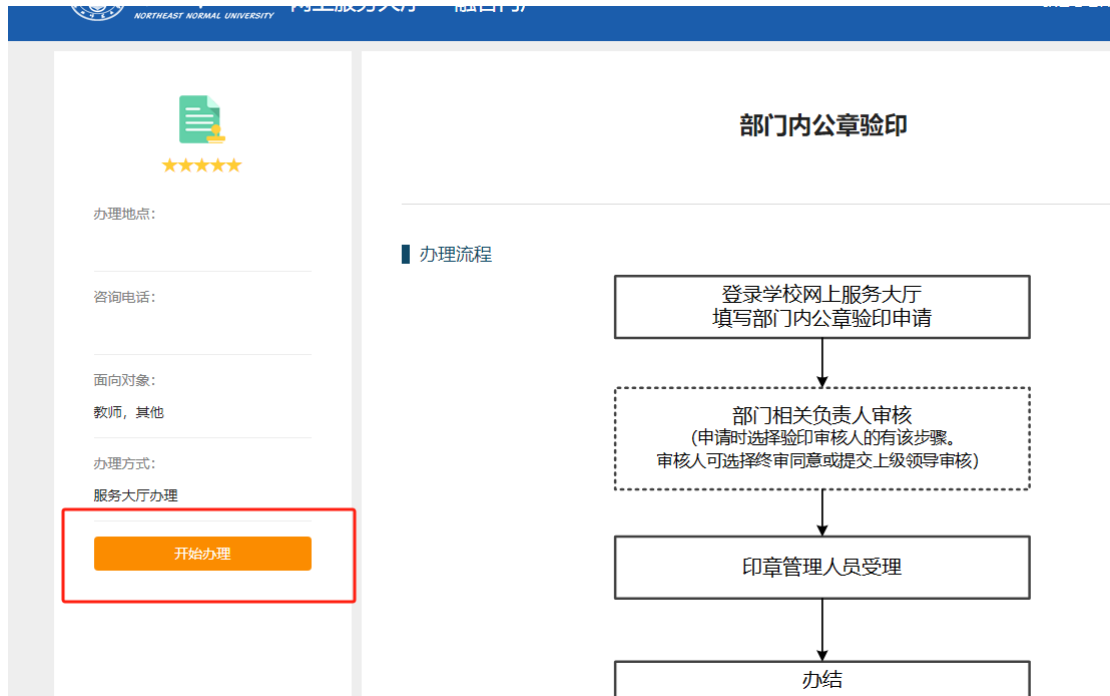 NORTHEAST NORMAL UNIVERSITY
网上服务大厅
部门内公章验印
办理地点:
咨询电话:
面向对象:
教师，其他
办理方式:
服务大厅办理
开始办理
办理流程
登录学校网上服务大厅
填写部门内公章验印申请
部门相关负责人审核
(申请时选择验印审核人的有该步骤。
审核人可选择终审同意或提交上级领导审核)
印章管理人员受理
办结